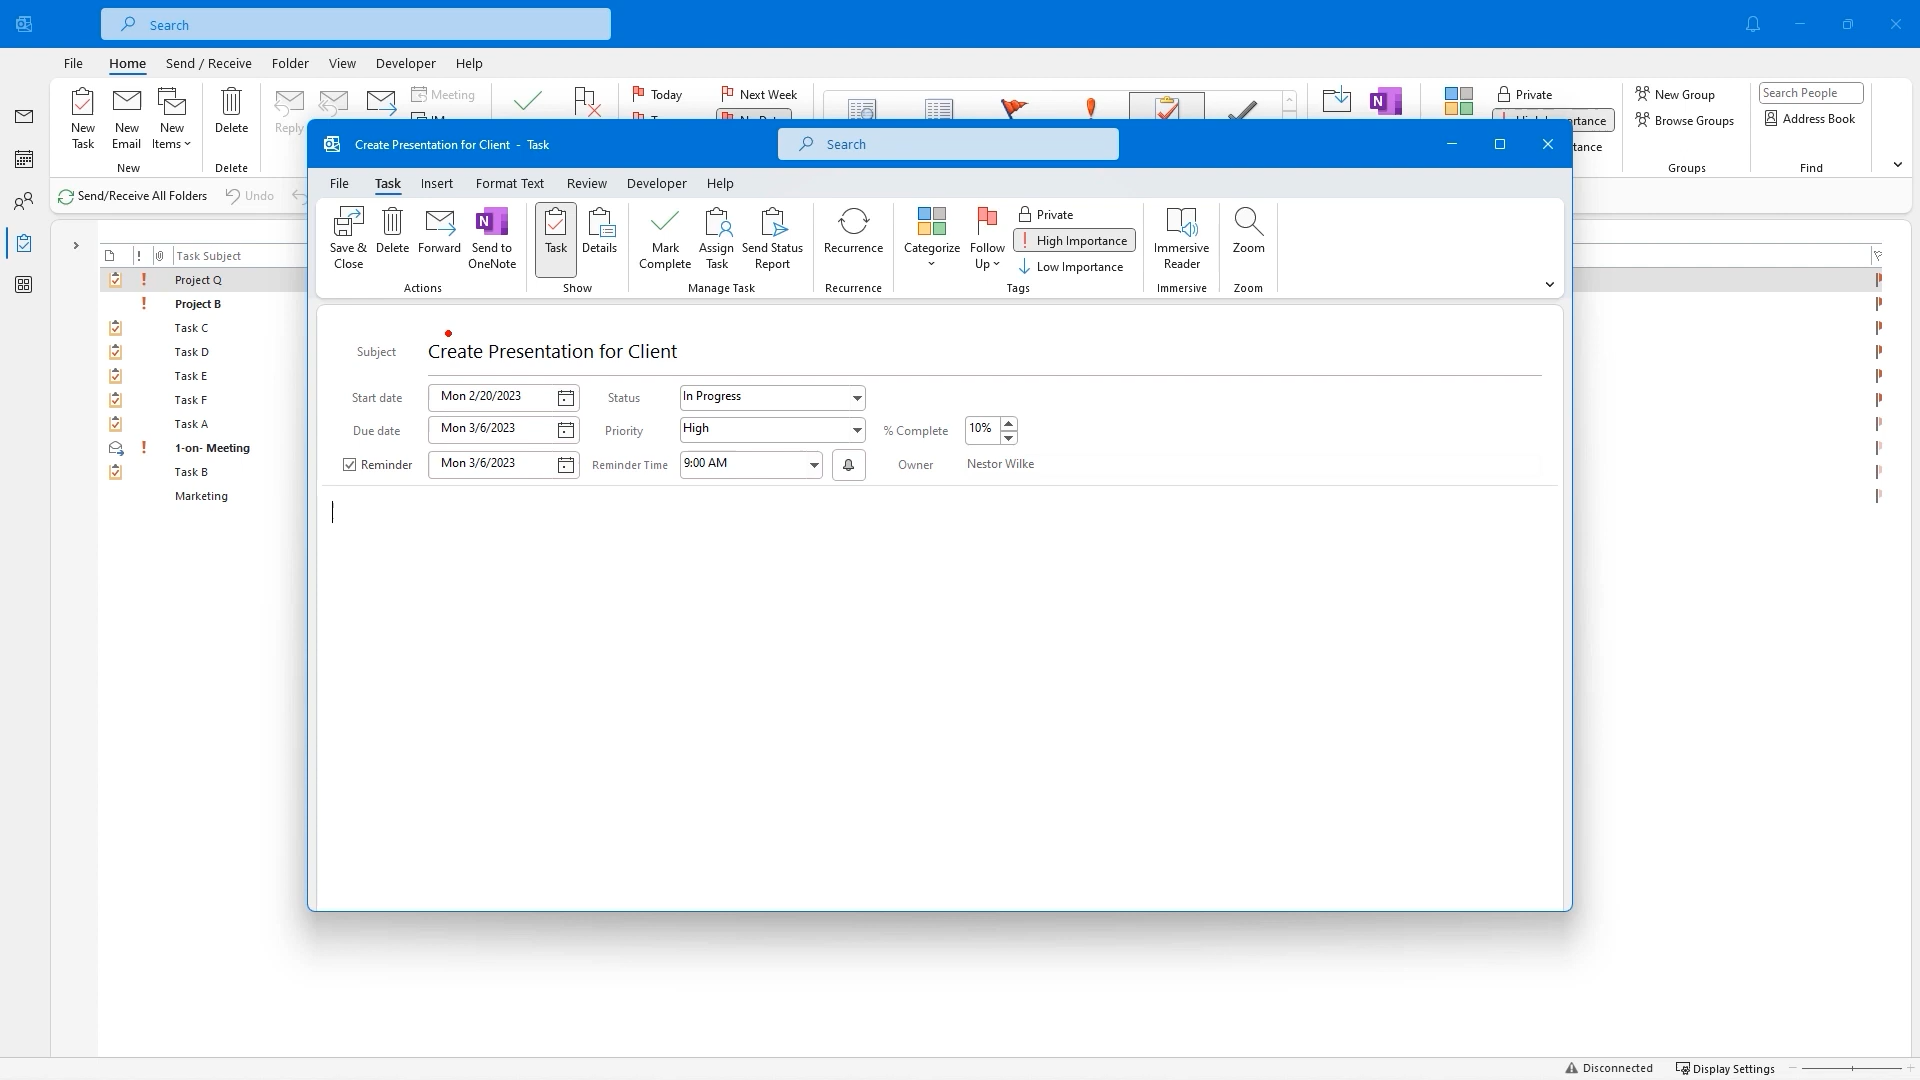 Search
File Home Send / Receive Folder View Developer Help
New Task
New Email
New Items
New
Delete
Delete
Reply
Meeting
Today
Next Week
Private
New Group
Browse Groups
Groups
Search People
Address Book
Find
Send/Receive All Folders
Undo
Task Subject
Project Q
Project B
Task C
Task D
Task E
Task F
Task A
1-on- Meeting
Task B
Marketing
Create Presentation for Client - Task
Search
File Task Insert Format Text Review Developer Help
Save & Close
Delete
Forward
Send to OneNote
Actions
Task
Details
Show
Mark Complete
Assign Task
Send Status Report
Manage Task
Recurrence
Recurrence
Categorize
Follow Up
Private
High Importance
Low Importance
Tags
Immersive Reader
Immersive
Zoom
Zoom
Subject Create Presentation for Client
Start date Mon 2/20/2023 Status In Progress
Due date Mon 3/6/2023 Priority High % Complete 10%
Reminder Mon 3/6/2023 Reminder Time 9:00 AM Owner Nestor Wilke
Disconnected Display Settings